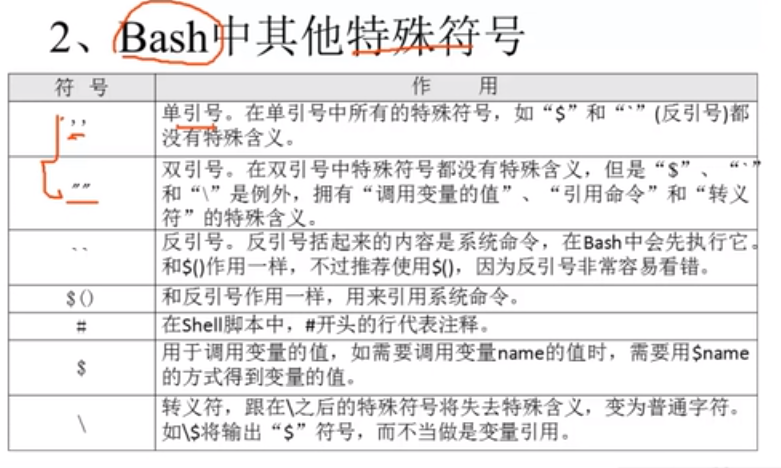 2、Bash中其他特殊符号
符 号 作 用
'' 单引号。在单引号中所有的特殊符号，如“$”和“`”(反引号)都
没有特殊含义。
"" 双引号。在双引号中特殊符号都没有特殊含义，但是“$”、“`”
和“\”是例外，拥有“调用变量的值”、“引用命令”和“转义
符”的特殊含义。
`` 反引号。反引号括起来的内容是系统命令，在Bash中会先执行它。
和$()作用一样，不过推荐使用$()，因为反引号非常容易看错。
$() 和反引号作用一样，用来引用系统命令。
# 在Shell脚本中，#开头的行代表注释。
$ 用于调用变量的值，如需要调用变量name的值时，需要用$name
的方式得到变量的值。
\ 转义符，跟在\之后的特殊符号将失去特殊含义，变为普通字符。
如\$将输出“$”符号，而不当做是变量引用。